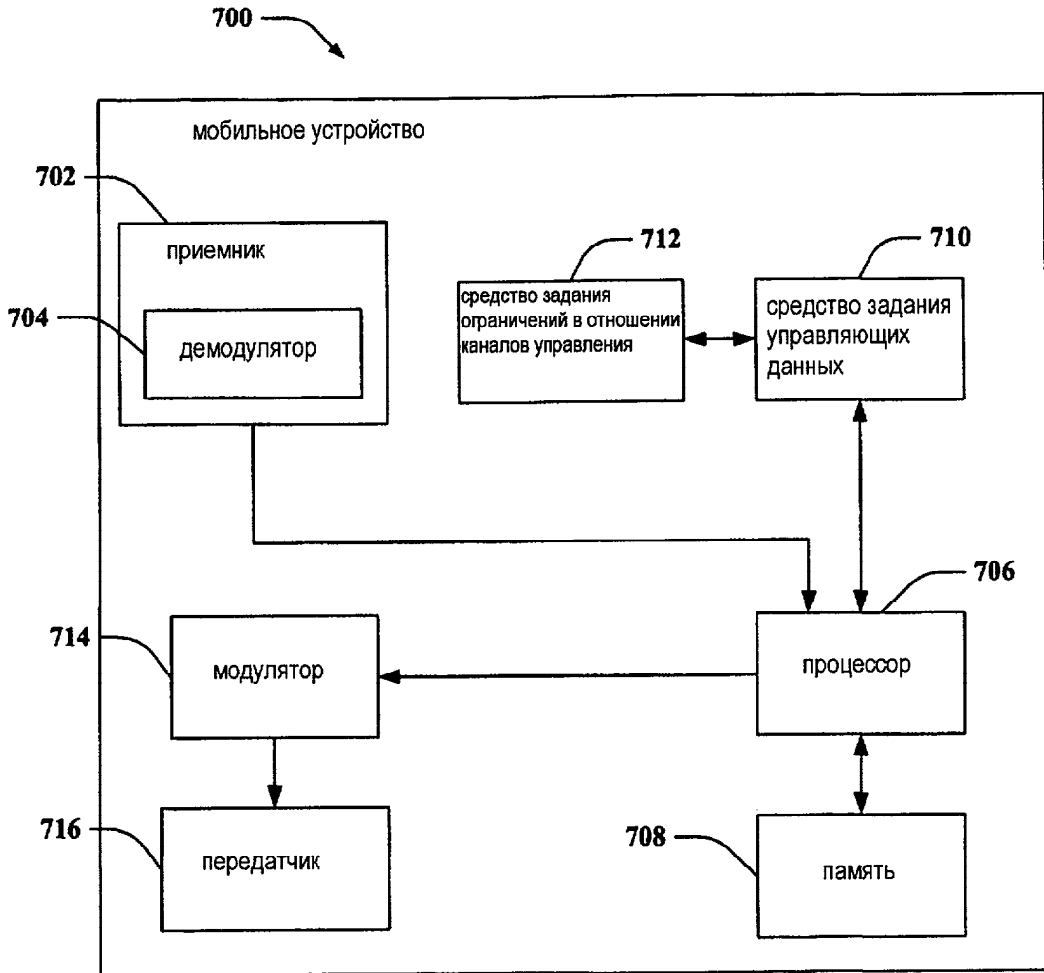 700
мобильное устройство
702
приемник
704
демодулятор
712
средство задания
ограничений в отношении
каналов управления
710
средство задания
управляющих
данных
706
процессор
714
модулятор
716
передатчик
708
память